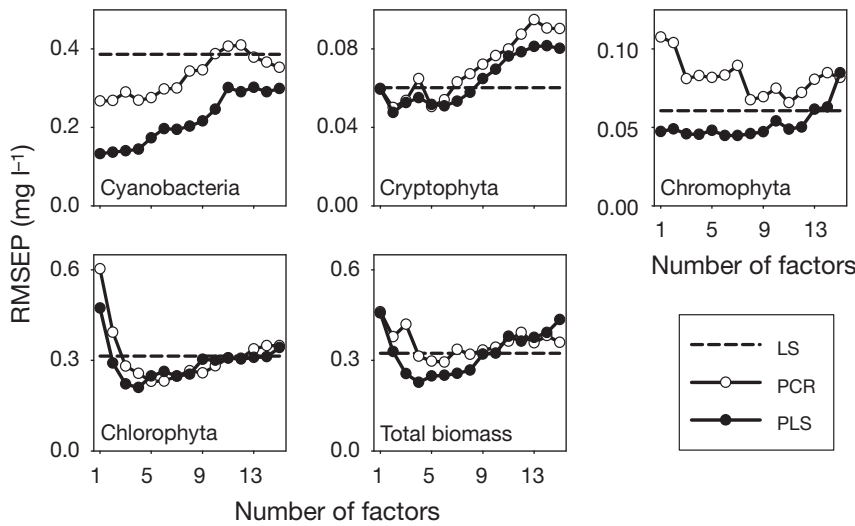 RMSEP (mg l–1)
0.4
0.2
0.0
Cyanobacteria
0.08
0.04
0.00
Cryptophyta
0.10
0.05
0.00
Chromophyta
1 5 9 13
Number of factors
0.6
0.3
0.0
Chlorophyta
1 5 9 13
0.6
0.3
0.0
Total biomass
1 5 9 13
Number of factors
LS
PCR
PLS